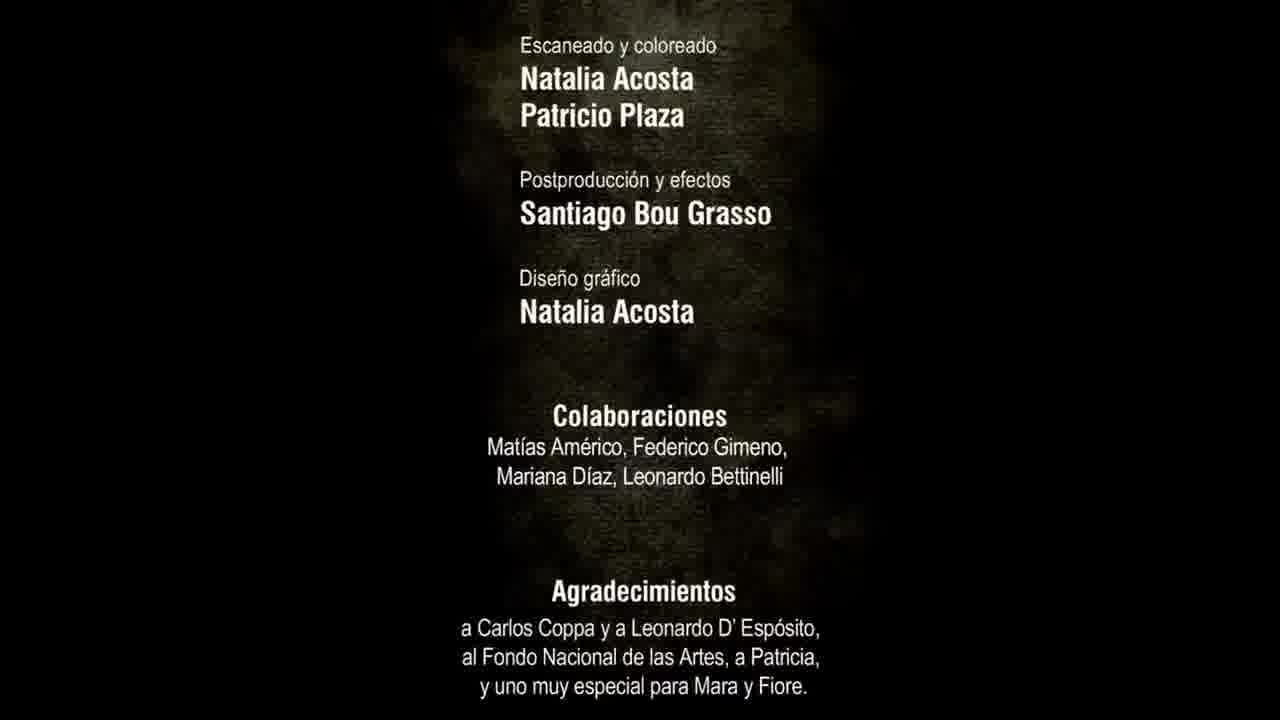 Escaneado y coloreado
Natalia Acosta
Patricio Plaza
Postproducción y efectos
Santiago Bou Grasso
Diseño gráfico
Natalia Acosta
Colaboraciones
Matías Américo, Federico Gimeno,
Mariana Díaz, Leonardo Bettinelli
Agradecimientos
a Carlos Coppa y a Leonardo D' Espósito,
al Fondo Nacional de las Artes, a Patricia,
y uno muy especial para Mara y Fiore.